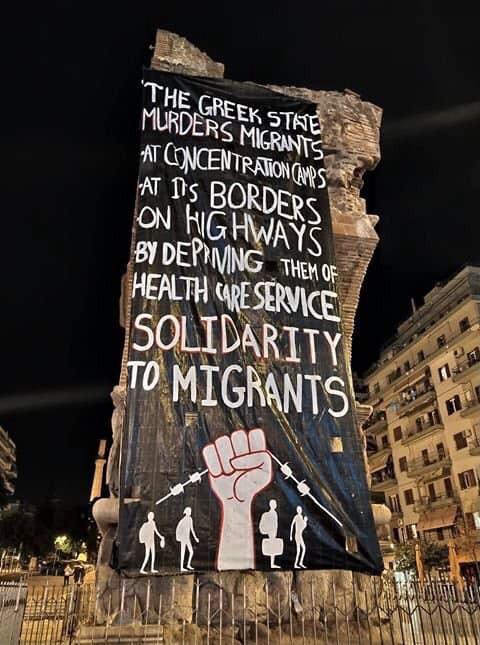 THE GREEK STATE
MURDERS MIGRANTS
-AT CONCENTRATION CAMPS
-AT ITS BORDERS
-ON HIGHWAYS
-BY DEPRIVING THEM OF
HEALTH CARE SERVICE
SOLIDARITY
TO MIGRANTS